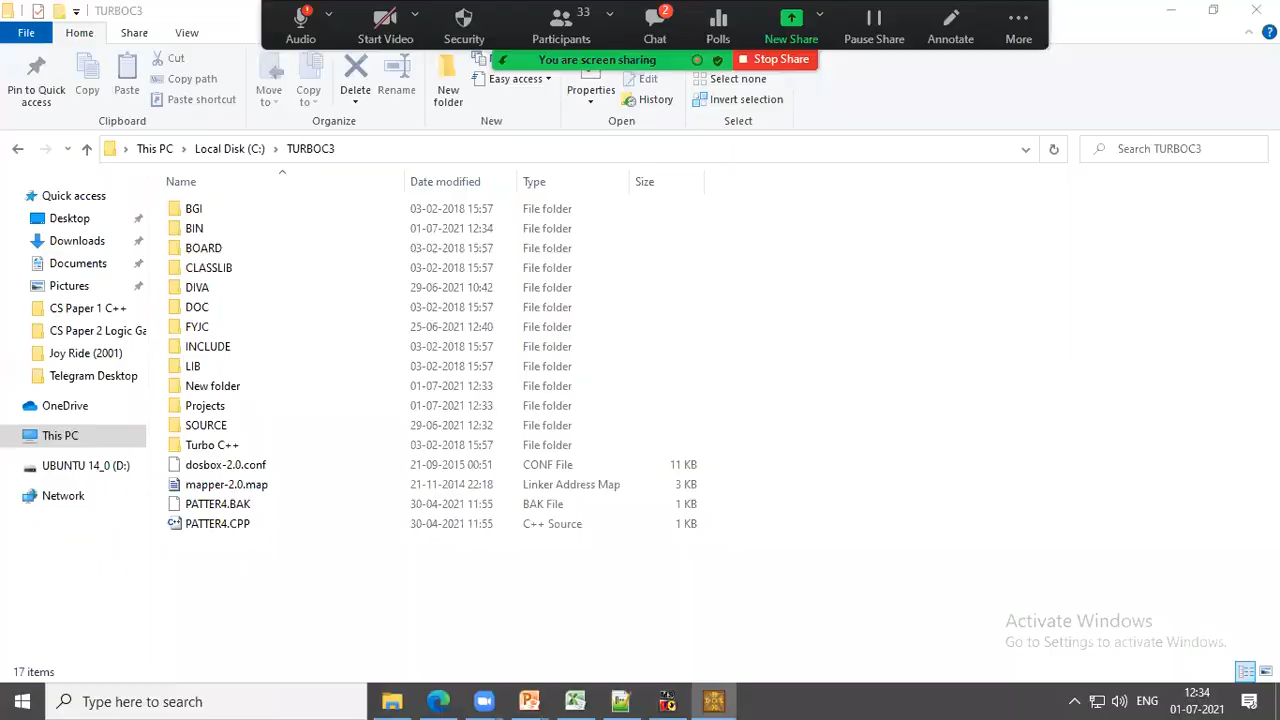 TURBOC3
Audio
Start Video
Security
33
Participants
2
Chat
Polls
New Share
Pause Share
Annotate
More
You are screen sharing
Stop Share
File
Home
Share
View
Pin to Quick access
Copy
Paste
Cut
Copy path
Paste shortcut
Clipboard
Move to
Copy to
Delete
Rename
Organize
New folder
Easy access
New
Properties
Edit
History
Open
Select none
Invert selection
Select
This PC > Local Disk (C:) > TURBOC3
Search TURBOC3
Name Date modified Type Size
Quick access
Desktop
Downloads
Documents
Pictures
CS Paper 1 C++
CS Paper 2 Logic Ga
Joy Ride (2001)
Telegram Desktop
OneDrive
This PC
UBUNTU 14_0 (D:)
Network
BGI 03-02-2018 15:57 File folder
BIN 01-07-2021 12:34 File folder
BOARD 03-02-2018 15:57 File folder
CLASSLIB 03-02-2018 15:57 File folder
DIVA 29-06-2021 10:42 File folder
DOC 03-02-2018 15:57 File folder
FYJC 25-06-2021 12:40 File folder
INCLUDE 03-02-2018 15:57 File folder
LIB 03-02-2018 15:57 File folder
New folder 01-07-2021 12:33 File folder
Projects 01-07-2021 12:33 File folder
SOURCE 29-06-2021 12:32 File folder
Turbo C++ 03-02-2018 15:57 File folder
dosbox-2.0.conf 21-09-2015 00:51 CONF File 11 KB
mapper-2.0.map 21-11-2014 22:18 Linker Address Map 3 KB
PATTER4.BAK 30-04-2021 11:55 BAK File 1 KB
PATTER4.CPP 30-04-2021 11:55 C++ Source 1 KB
Activate Windows
Go to Settings to activate Windows.
17 items
Type here to search
ENG
12:34
01-07-2021